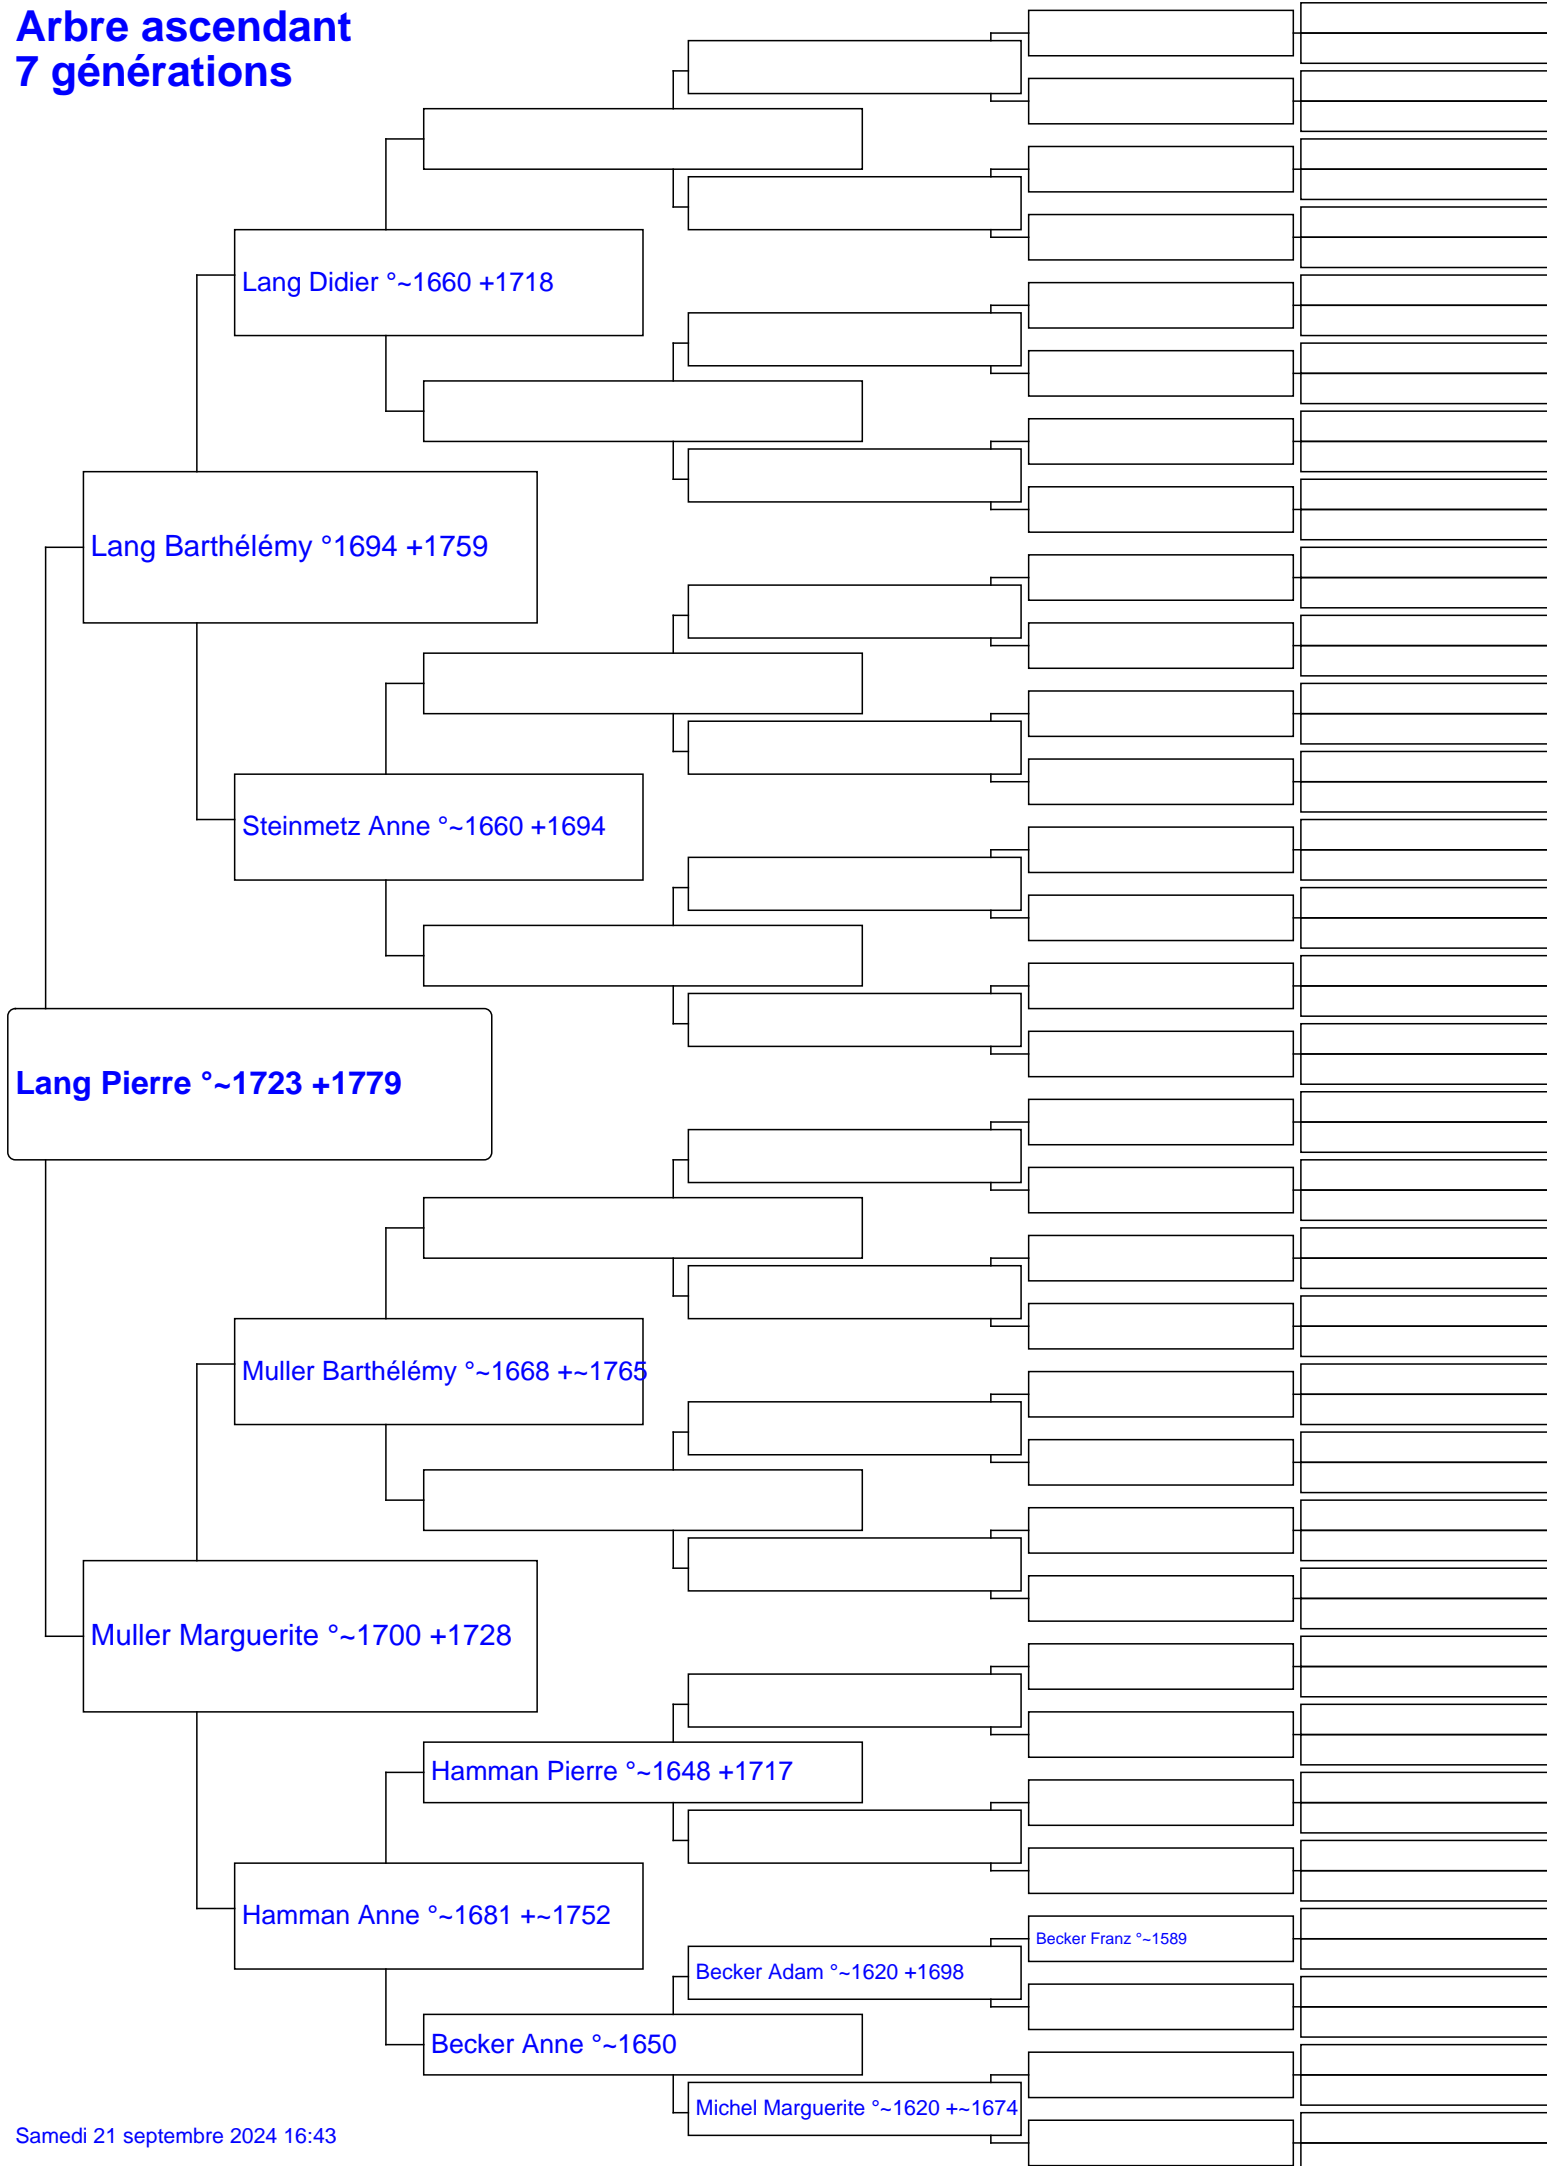 Arbre ascendant
7 générations
Lang Didier °~1660 +1718
Lang Barthélémy °1694 +1759
Steinmetz Anne °~1660 +1694
Lang Pierre °~1723 +1779
Muller Barthélémy °~1668 +~1765
Muller Marguerite °~1700 +1728
Hamman Pierre °~1648 +1717
Hamman Anne °~1681 +~1752
Becker Franz °~1589
Becker Adam °~1620 +1698
Becker Anne °~1650
Michel Marguerite °~1620 +~1674
Samedi 21 septembre 2024 16:43